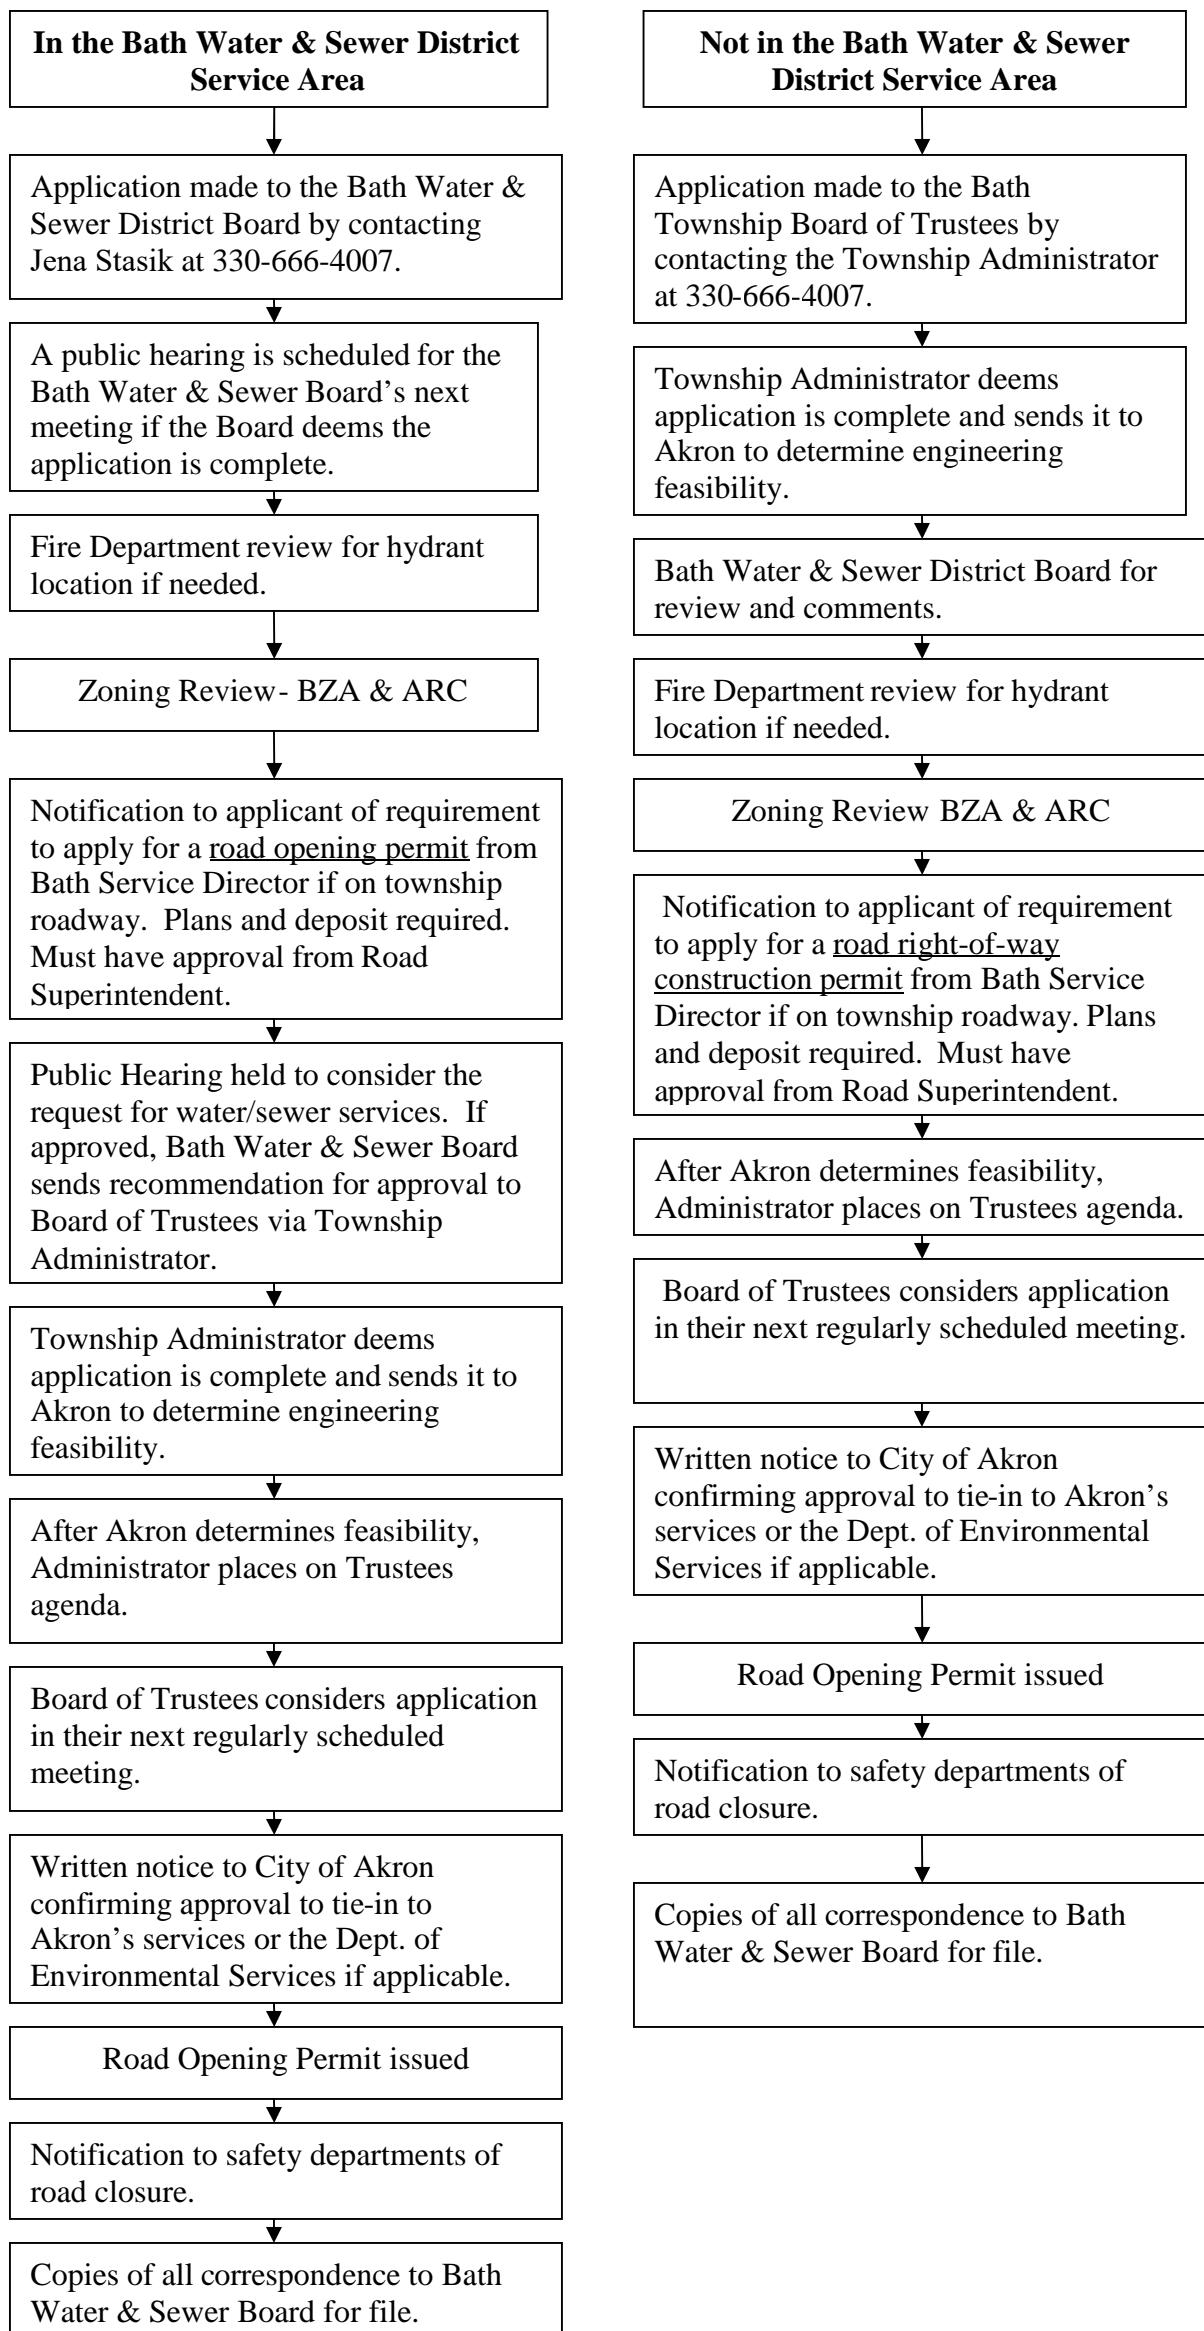 In the Bath Water & Sewer District
Service Area
Application made to the Bath Water &
Sewer District Board by contacting
Jena Stasik at 330-666-4007.
A public hearing is scheduled for the
Bath Water & Sewer Board’s next
meeting if the Board deems the
application is complete.
Fire Department review for hydrant
location if needed.
Zoning Review- BZA & ARC
Notification to applicant of requirement
to apply for a road opening permit from
Bath Service Director if on township
roadway.  Plans and deposit required.
Must have approval from Road
Superintendent.
Public Hearing held to consider the
request for water/sewer services.  If
approved, Bath Water & Sewer Board
sends recommendation for approval to
Board of Trustees via Township
Administrator.
Township Administrator deems
application is complete and sends it to
Akron to determine engineering
feasibility.
After Akron determines feasibility,
Administrator places on Trustees
agenda.
Board of Trustees considers application
in their next regularly scheduled
meeting.
Written notice to City of Akron
confirming approval to tie-in to
Akron’s services or the Dept. of
Environmental Services if applicable.
Road Opening Permit issued
Notification to safety departments of
road closure.
Copies of all correspondence to Bath
Water & Sewer Board for file.
Not in the Bath Water & Sewer
District Service Area
Application made to the Bath
Township Board of Trustees by
contacting the Township Administrator
at 330-666-4007.
Township Administrator deems
application is complete and sends it to
Akron to determine engineering
feasibility.
Bath Water & Sewer District Board for
review and comments.
Fire Department review for hydrant
location if needed.
Zoning Review BZA & ARC
Notification to applicant of requirement
to apply for a road right-of-way
construction permit from Bath Service
Director if on township roadway. Plans
and deposit required.  Must have
approval from Road Superintendent.
After Akron determines feasibility,
Administrator places on Trustees agenda.
Board of Trustees considers application
in their next regularly scheduled meeting.
Written notice to City of Akron
confirming approval to tie-in to Akron’s
services or the Dept. of Environmental
Services if applicable.
Road Opening Permit issued
Notification to safety departments of
road closure.
Copies of all correspondence to Bath
Water & Sewer Board for file.